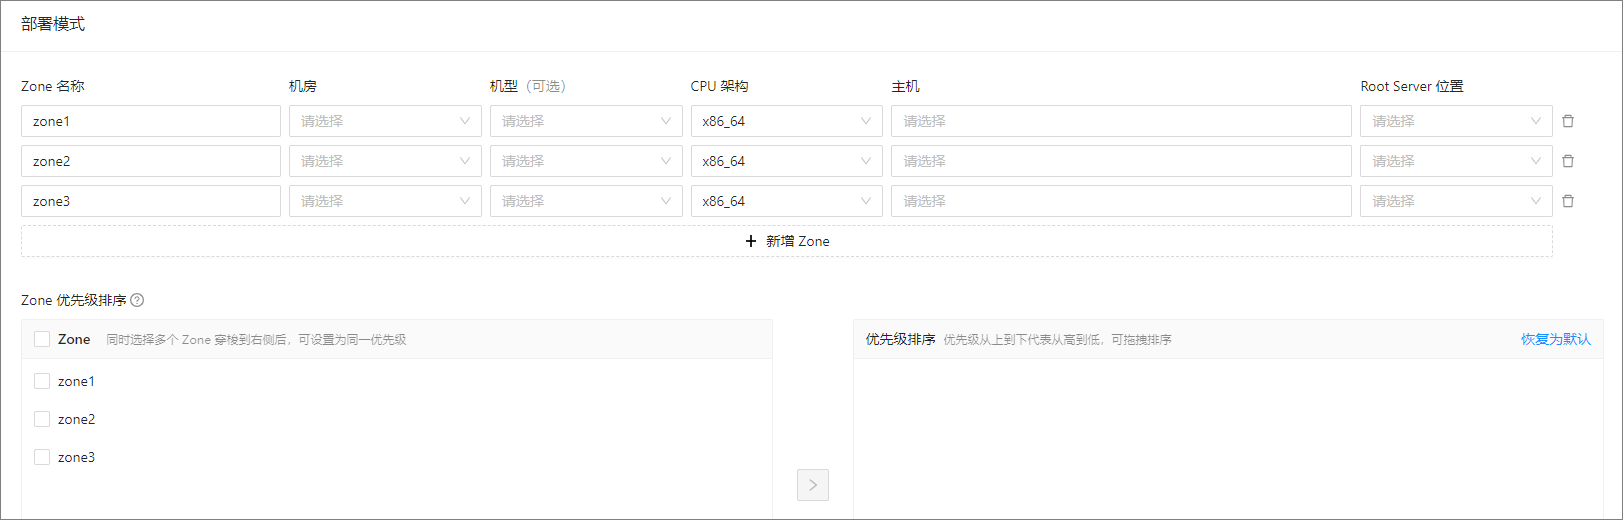 部署模式
Zone 名称 机房 机型（可选） CPU 架构 主机 Root Server 位置
zone1 请选择 请选择 x86_64 请选择 请选择
zone2 请选择 请选择 x86_64 请选择 请选择
zone3 请选择 请选择 x86_64 请选择 请选择
+ 新增 Zone
Zone 优先级排序 ?
Zone 同时选择多个 Zone 穿梭到右侧后，可设置为同一优先级
zone1
zone2
zone3
>
优先级排序 优先级从上到下代表从高到低，可拖拽排序 恢复为默认